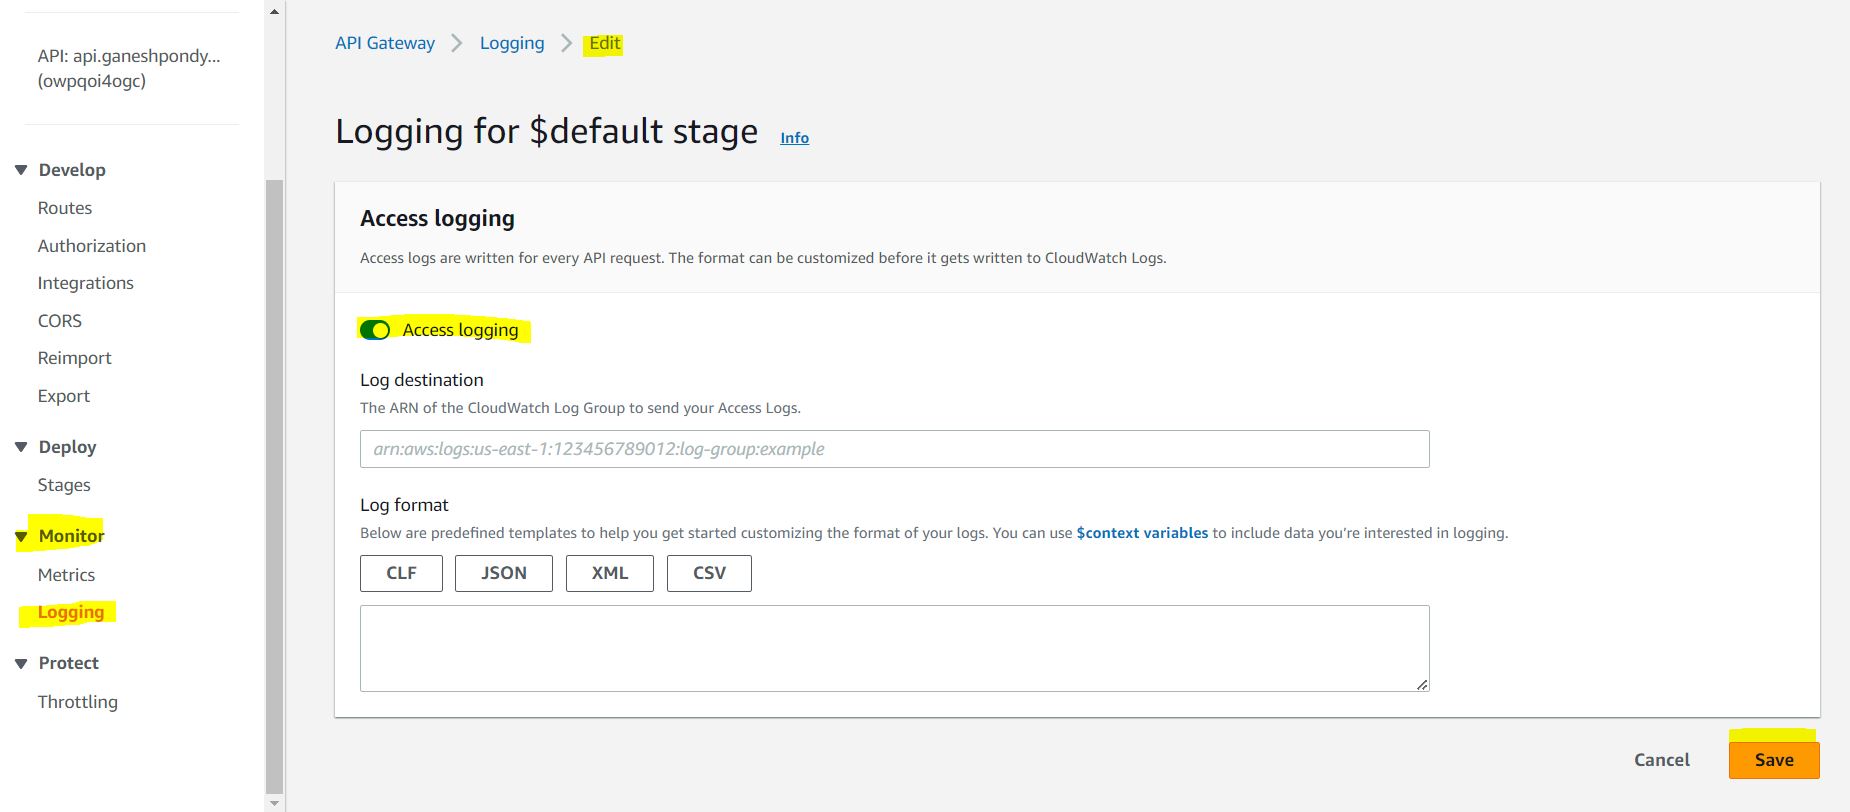 API: api.ganeshpondy...
(owpqoi4ogc)
Develop
Routes
Authorization
Integrations
CORS
Reimport
Export
Deploy
Stages
Monitor
Metrics
Logging
Protect
Throttling
API Gateway > Logging > Edit
Logging for $default stage Info
Access logging
Access logs are written for every API request. The format can be customized before it gets written to CloudWatch Logs.
Access logging
Log destination
The ARN of the CloudWatch Log Group to send your Access Logs.
arn:aws:logs:us-east-1:123456789012:log-group:example
Log format
Below are predefined templates to help you get started customizing the format of your logs. You can use $context variables to include data you're interested in logging.
CLF JSON XML CSV
Cancel Save